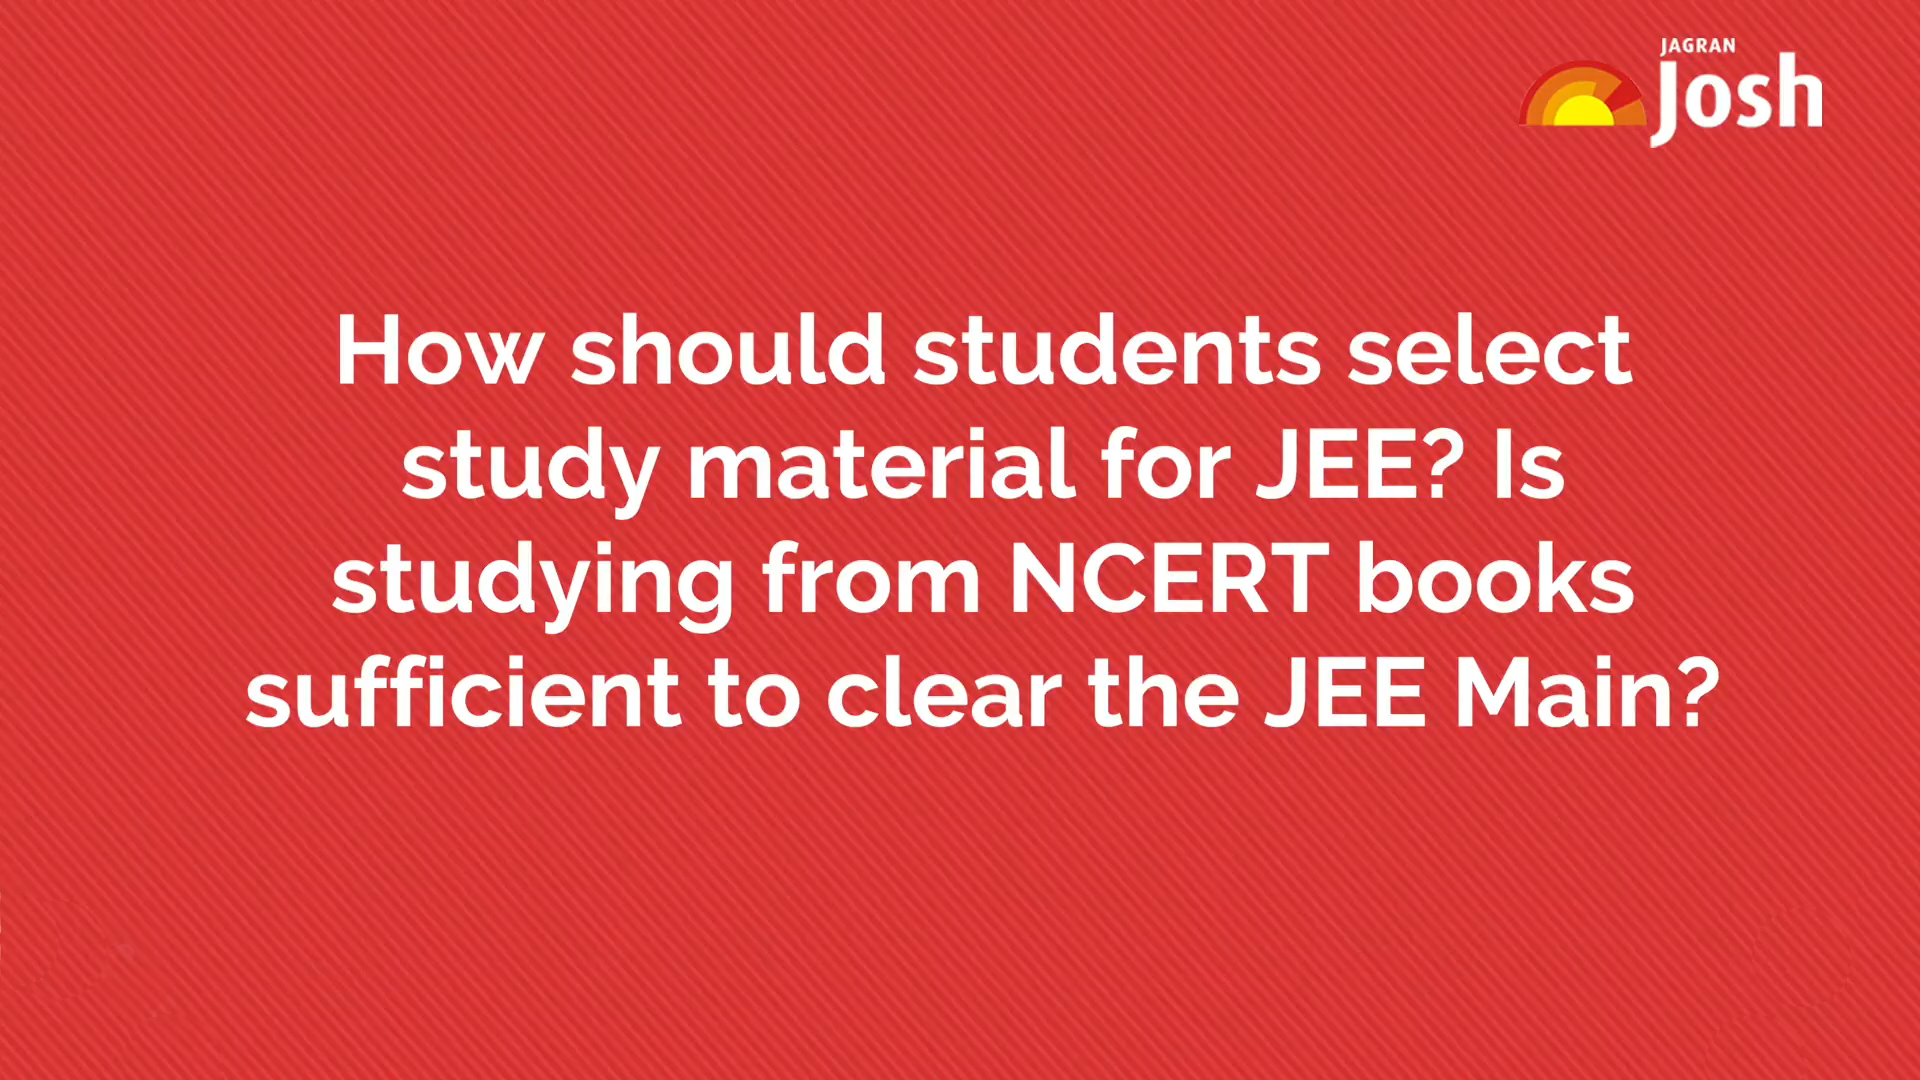 JAGRAN
Josh
How should students select
study material for JEE? Is
studying from NCERT books
sufficient to clear the JEE Main?